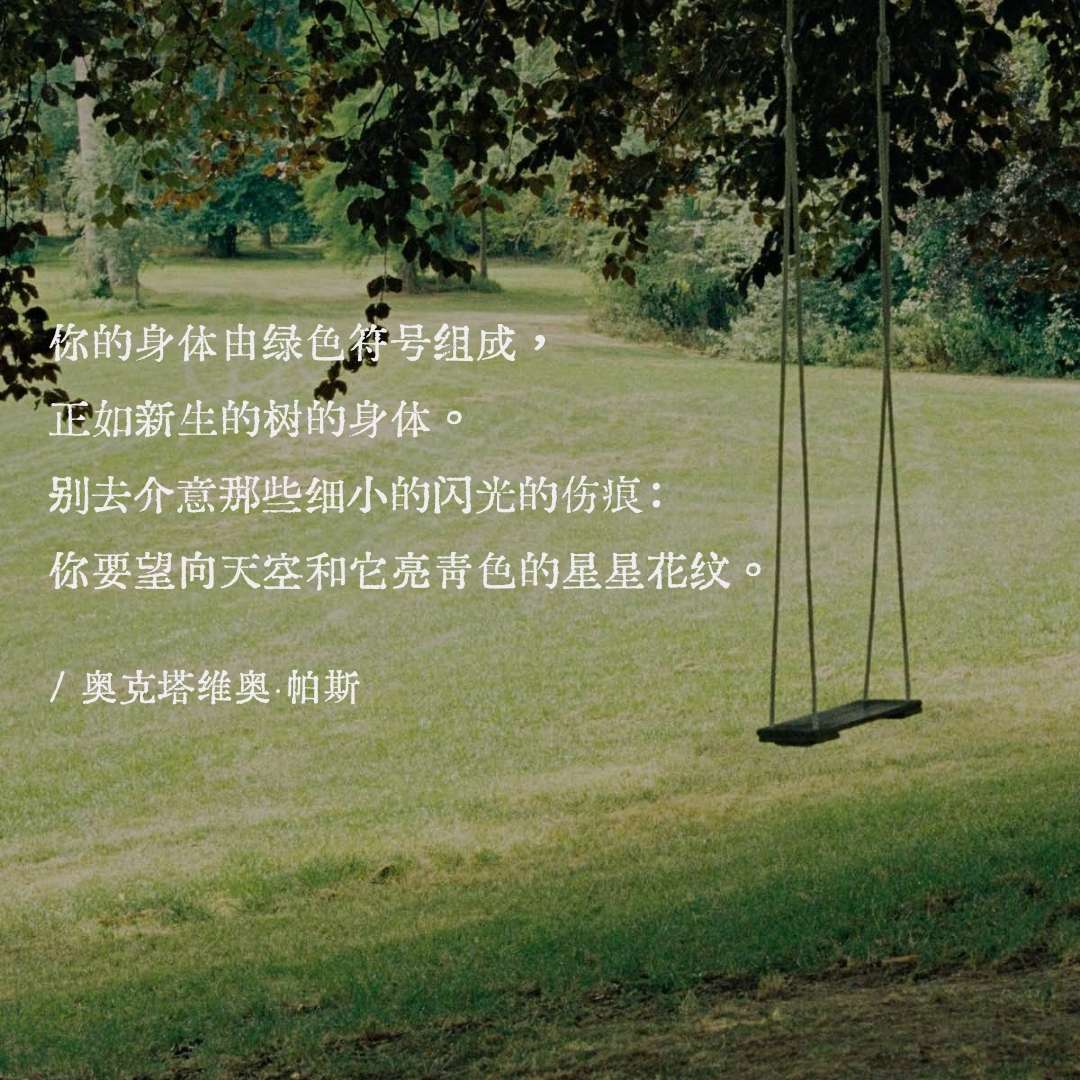 你的身体由绿色符号组成，
正如新生的树的身体。
别去介意那些细小的闪光的伤痕：
你要望向天空和它亮青色的星星花纹。
/ 奥克塔维奥·帕斯